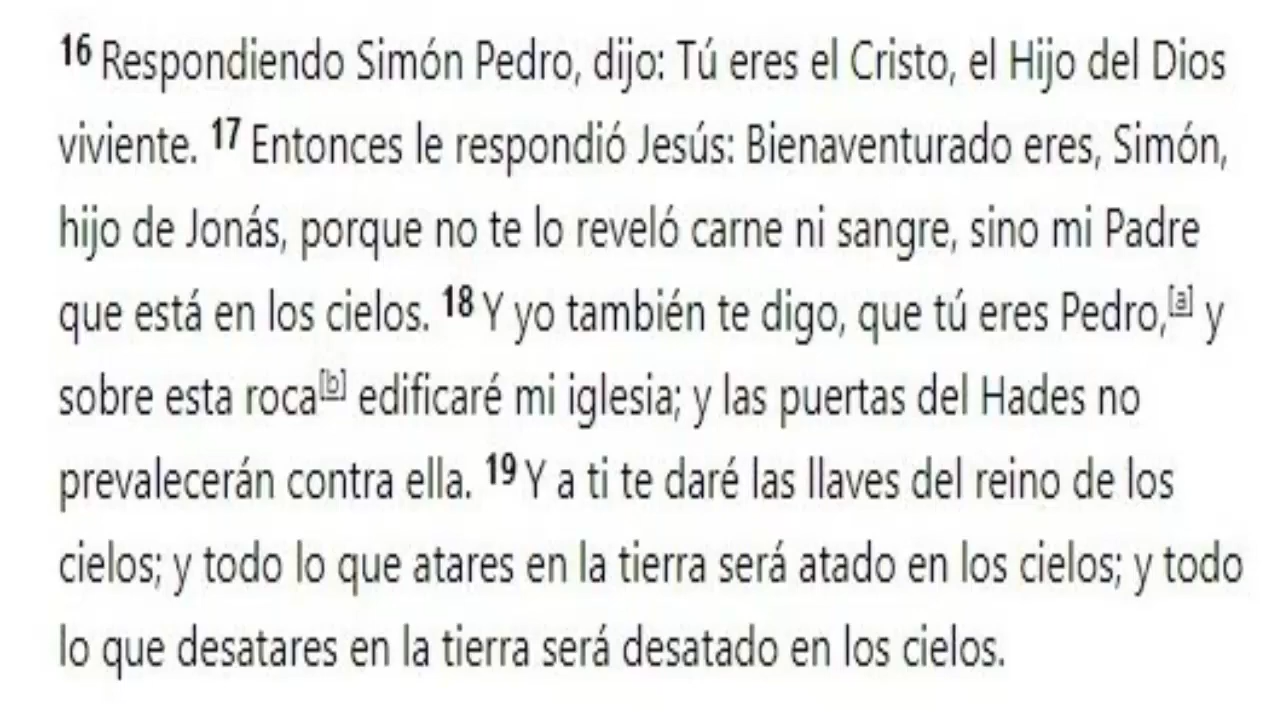 16 Respondiendo Simón Pedro, dijo: Tú eres el Cristo, el Hijo del Dios
viviente. 17 Entonces le respondió Jesús: Bienaventurado eres, Simón,
hijo de Jonás, porque no te lo reveló carne ni sangre, sino mi Padre
que está en los cielos. 18 Y yo también te digo, que tú eres Pedro,[a] y
sobre esta roca[b] edificaré mi iglesia; y las puertas del Hades no
prevalecerán contra ella. 19 Y a ti te daré las llaves del reino de los
cielos; y todo lo que atares en la tierra será atado en los cielos; y todo
lo que desatares en la tierra será desatado en los cielos.